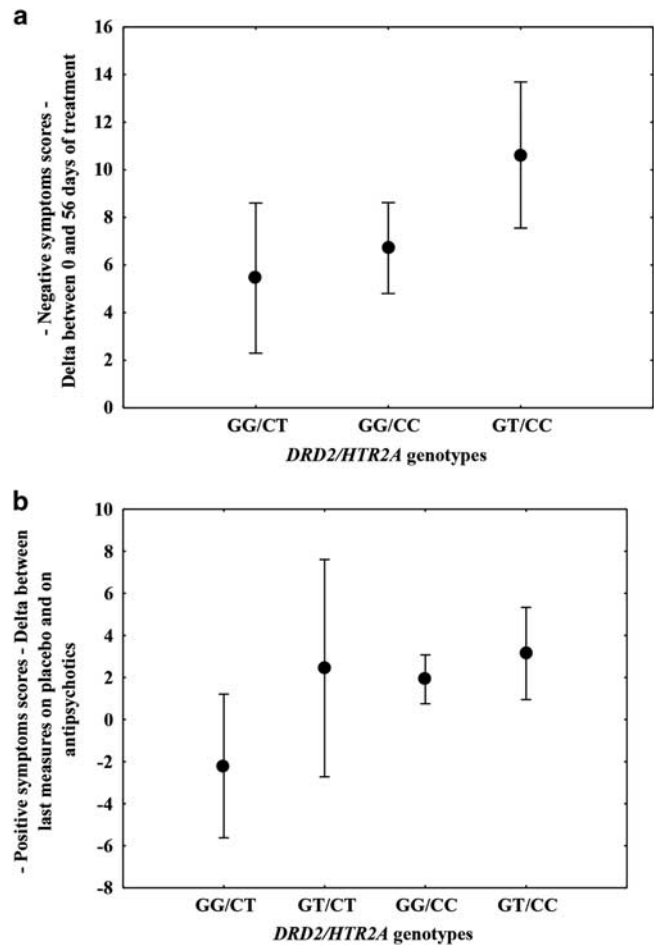 a
- Negative symptoms scores -
Delta between 0 and 56 days of treatment
16
14
12
10
8
6
4
2
0
GG/CT GG/CC GT/CC
DRD2/HTR2A genotypes
b
- Positive symptoms scores - Delta between
last measures on placebo and on
antipsychotics
10
8
6
4
2
0
-2
-4
-6
-8
GG/CT GT/CT GG/CC GT/CC
DRD2/HTR2A genotypes